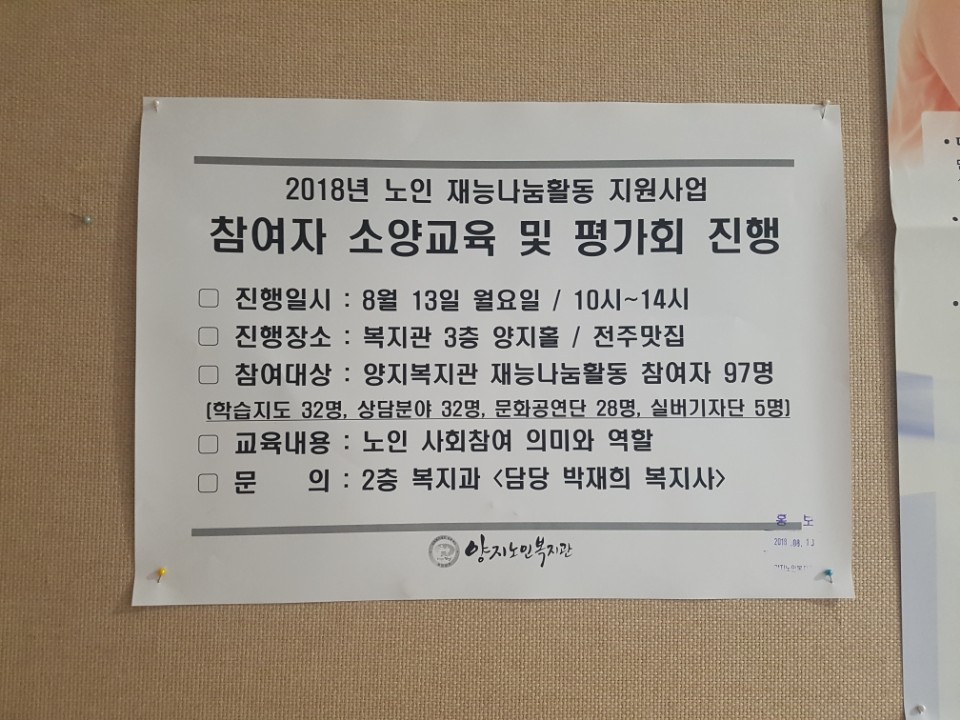 2018년 노인 재능나눔활동 지원사업
참여자 소양교육 및 평가회 진행
□ 진행일시 : 8월 13일 월요일 / 10시~14시
□ 진행장소 : 복지관 3층 양지홀 / 전주맛집
□ 참여대상 : 양지복지관 재능나눔활동 참여자 97명
(학습지도 32명, 상담분야 32명, 문화공연단 28명, 실버기자단 5명)
□ 교육내용 : 노인 사회참여 의미와 역할
□ 문 의 : 2층 복지과 <담당 박재희 복지사>
양지노인복지관